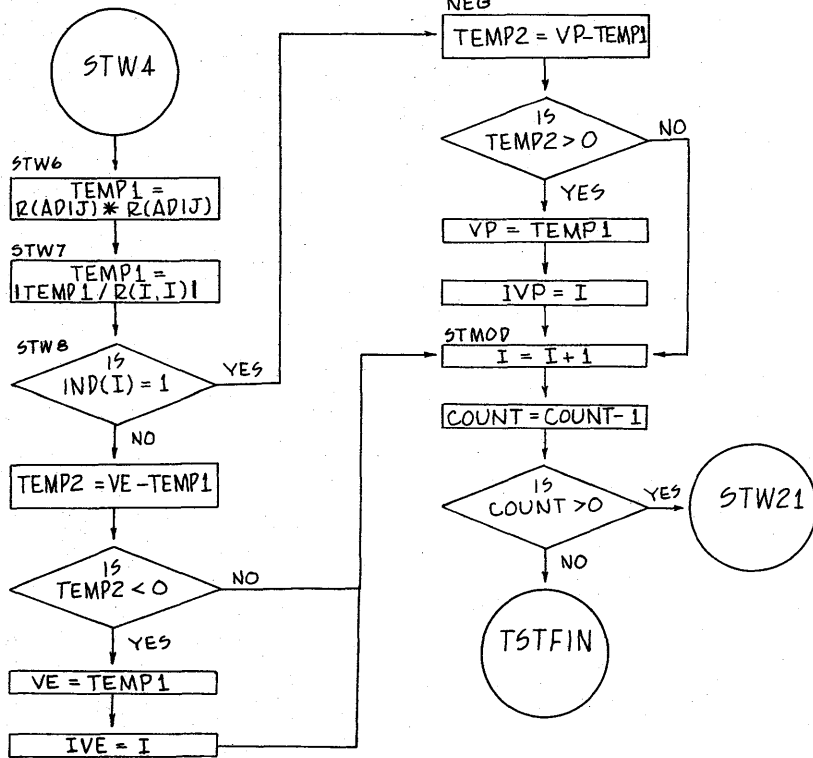 STW4
STW6
TEMP1 =
R(ADIJ) * R(ADIJ)
STW7
TEMP1 =
|TEMP1 / R(I,I)|
STW8
IS
IND(I) = 1
YES
NO
TEMP2 = VE-TEMP1
IS
TEMP2 < 0
NO
YES
VE = TEMP1
IVE = I
NEG
TEMP2 = VP-TEMP1
IS
TEMP2 > 0
NO
YES
VP = TEMP1
IVP = I
STMOD
I = I+1
COUNT = COUNT-1
IS
COUNT >0
YES
STW21
NO
TSTFIN